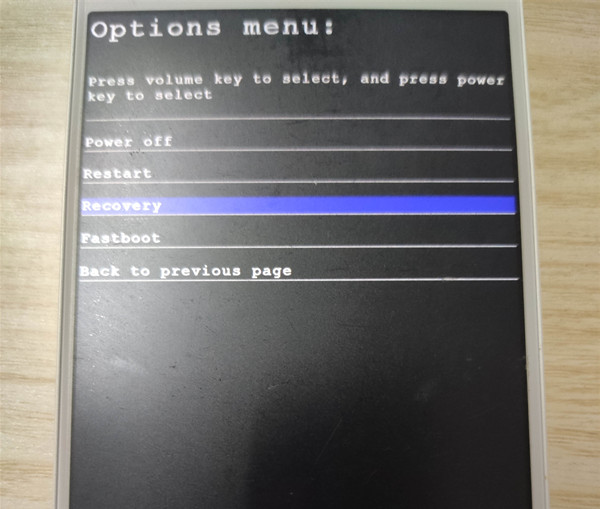 Options menu:
Press volume key to select, and press power
key to select
Power off
Restart
Recovery
Fastboot
Back to previous page